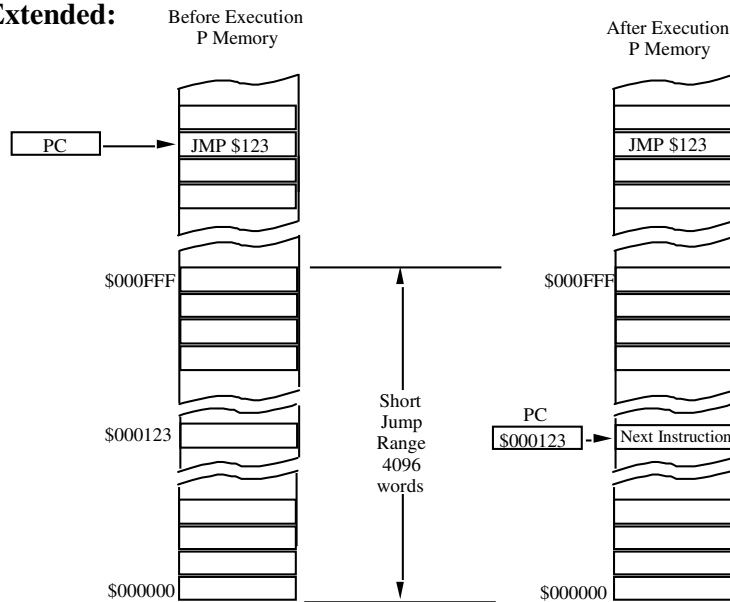 Extended:
Before Execution
P Memory
After Execution
P Memory
PC
JMP $123
JMP $123
$000FFF
$000FFF
Short
Jump
Range
4096
words
$000123
PC
$000123
Next Instruction
$000000
$000000